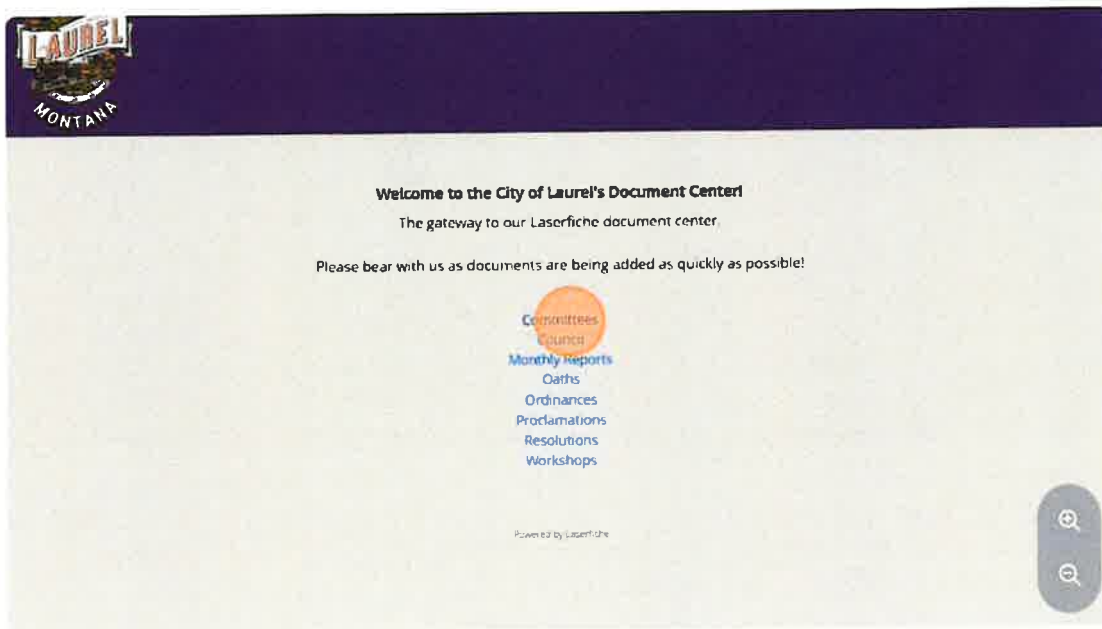 LAUREL
MONTANA
Welcome to the City of Laurel's Document Center!
The gateway to our Laserfiche document center.
Please bear with us as documents are being added as quickly as possible!
Committees
Council
Monthly Reports
Oaths
Ordinances
Proclamations
Resolutions
Workshops
Powered by Laserfiche